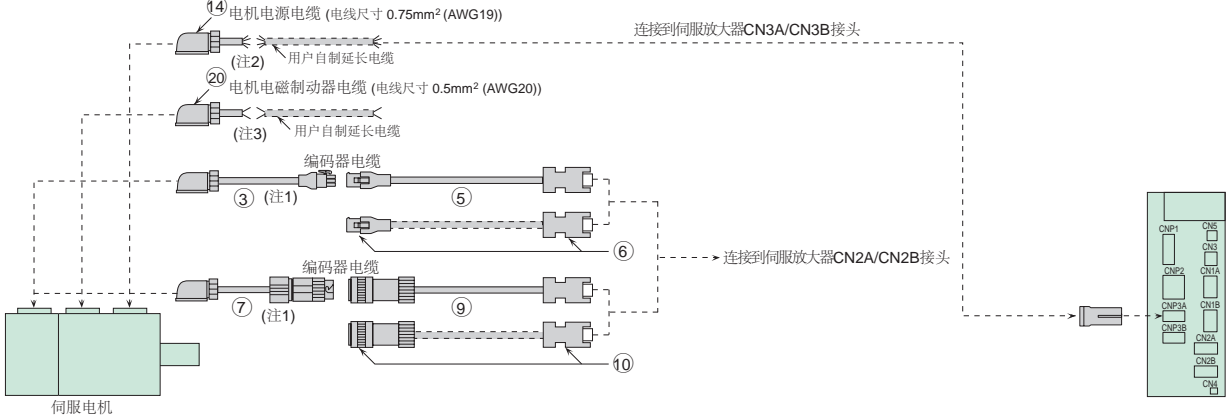 ⑭ 电机电源电缆 (电线尺寸 0.75mm² (AWG19))
连接到伺服放大器CN3A/CN3B接头
(注2)
用户自制延长电缆
⑳ 电机电磁制动器电缆 (电线尺寸 0.5mm² (AWG20))
(注3)
用户自制延长电缆
编码器电缆
③ (注1)
⑤
⑥
连接到伺服放大器CN2A/CN2B接头
编码器电缆
⑦ (注1)
⑨
⑩
伺服电机
CNP1
CN5
CN3
CNP2
CN1A
CNP3A
CN1B
CNP3B
CN2A
CN2B
CN4